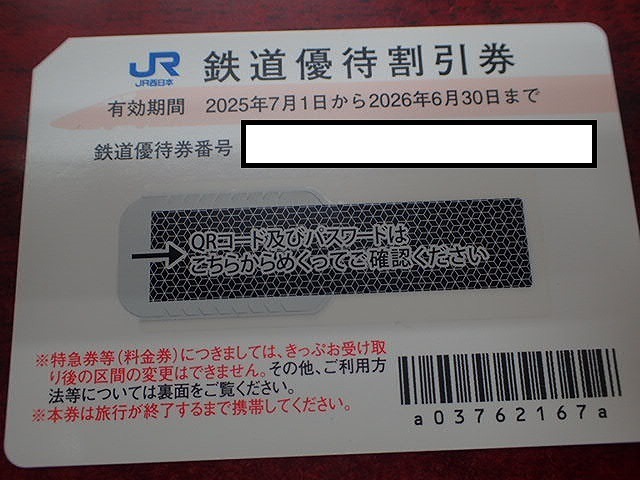 JR
JR西日本
鉄道優待割引券
有効期間 2025年7月1日から2026年6月30日まで
鉄道優待券番号
QRコード及びパスワードは
こちらからめくってご確認ください
※特急券等(料金券)につきましては、きっぷお受け取
り後の区間の変更はできません。その他、ご利用方
法等については裏面をご覧ください。
※本券は旅行が終了するまで携帯してください。
a03762167a